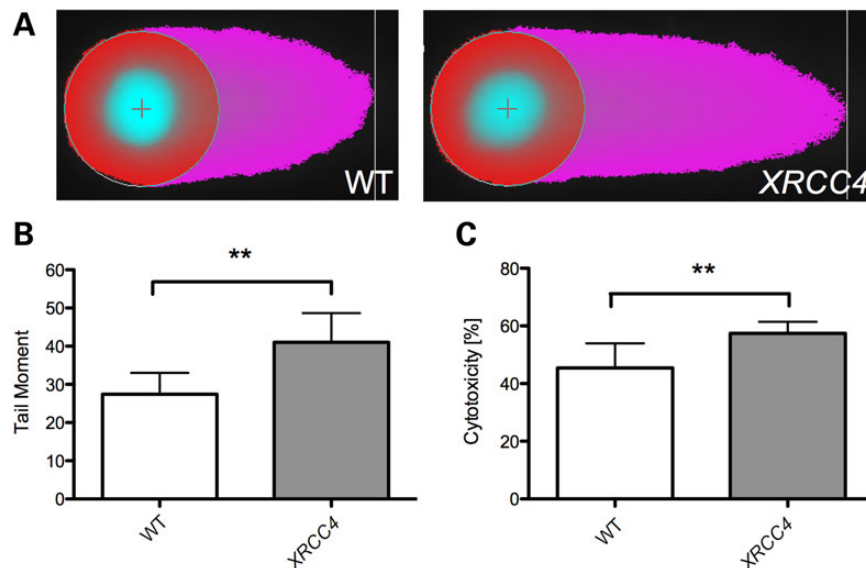 A
WT
XRCC4
B
**
60
50
40
30
20
10
0
Tail Moment
WT
XRCC4
C
**
80
60
40
20
0
Cytotoxicity [%]
WT
XRCC4